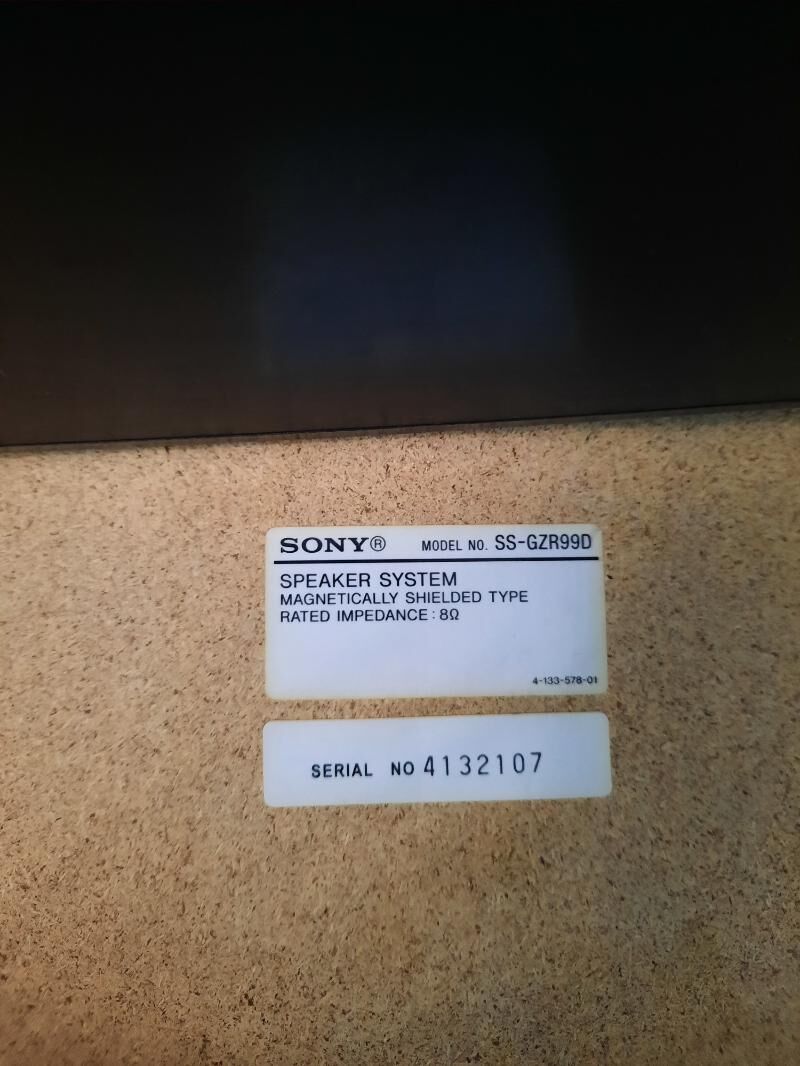 SONY® MODEL NO. SS-GZR99D
SPEAKER SYSTEM
MAGNETICALLY SHIELDED TYPE
RATED IMPEDANCE : 8Ω
4-133-578-01
SERIAL NO 4132107